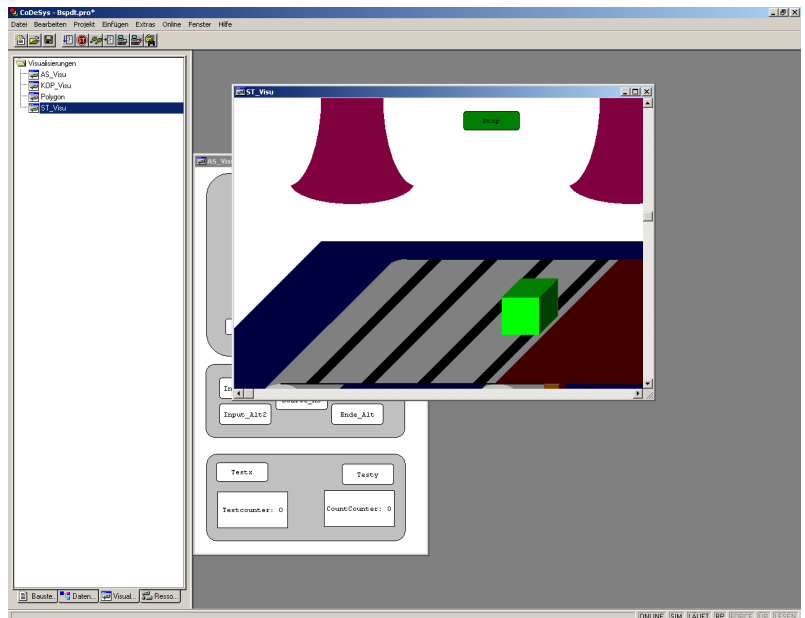 CoDeSys - Bspdt.pro*
Datei Bearbeiten Projekt Einfügen Extras Online Fenster Hilfe
Visualisierungen
AS_Visu
KOP_Visu
Polygon
ST_Visu
ST_Visu
Stop
AS_Visu
Input_Alt2
Ende_Alt
Testx
Testy
Testcounter: 0
CountCounter: 0
Bauste...
Daten...
Visual...
Resso...
ONLINE SIM LÄUFT BP FORCE ÜB LESEN